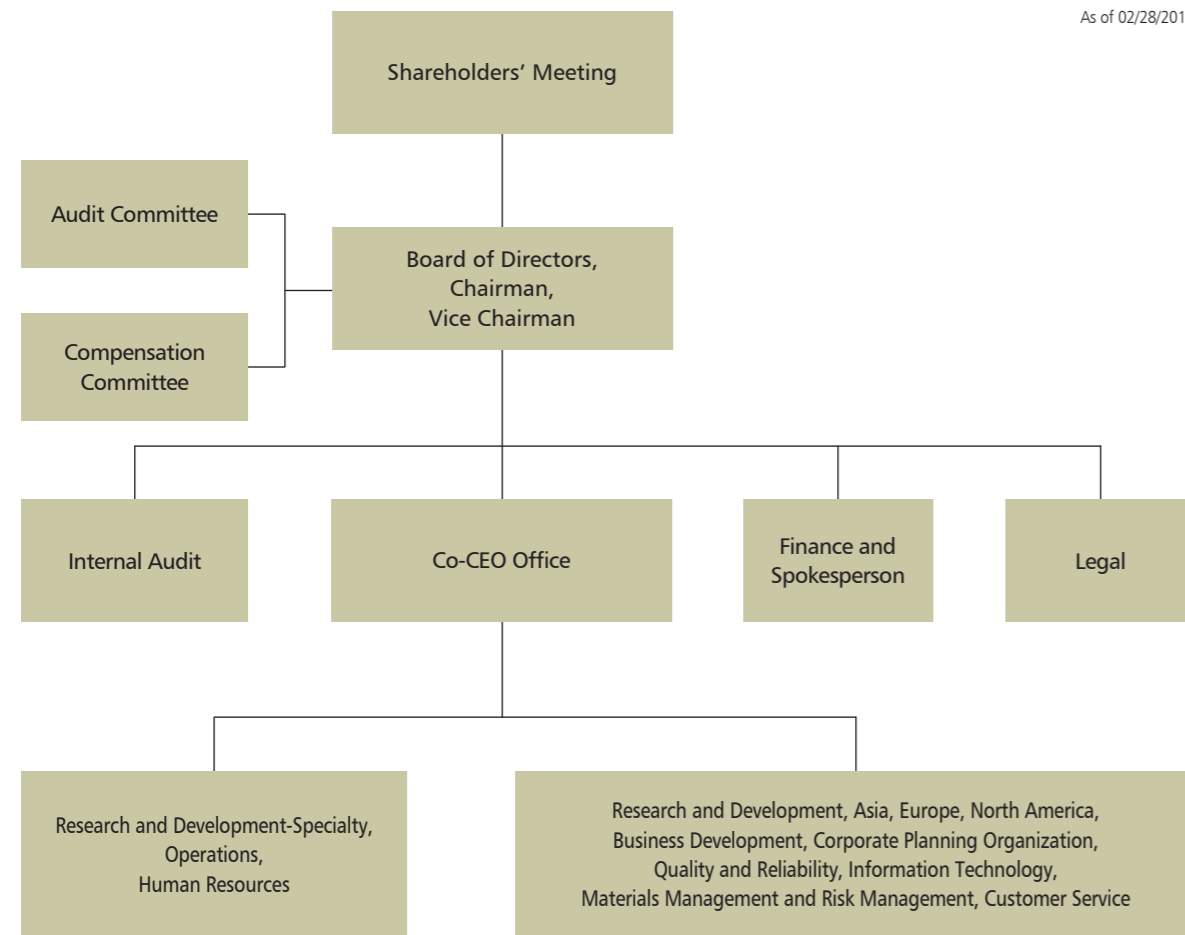 As of 02/28/201
Shareholders’ Meeting
Audit Committee
Board of Directors,
Chairman,
Vice Chairman
Compensation
Committee
Internal Audit
Co-CEO Office
Finance and
Spokesperson
Legal
Research and Development-Specialty,
Operations,
Human Resources
Research and Development, Asia, Europe, North America,
Business Development, Corporate Planning Organization,
Quality and Reliability, Information Technology,
Materials Management and Risk Management, Customer Service